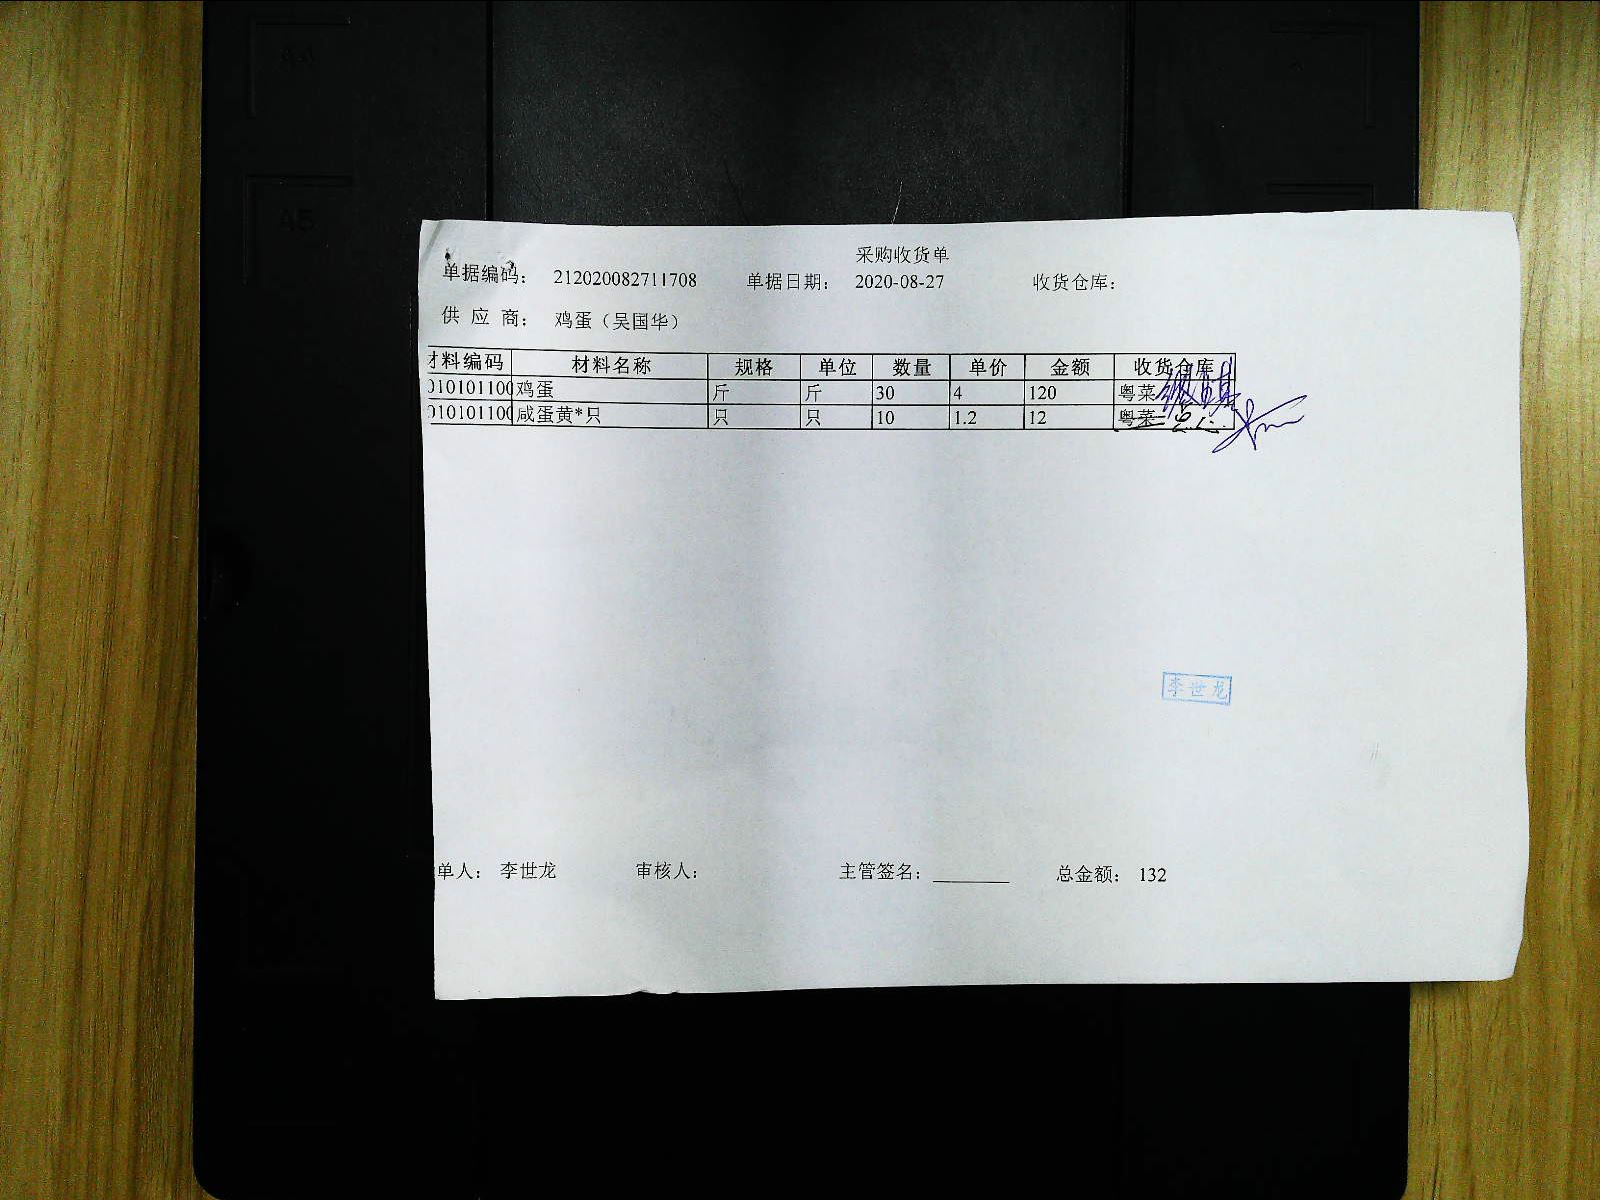 A4
A5
采购收货单
单据编码： 212020082711708 单据日期： 2020-08-27 收货仓库：
供 应 商： 鸡蛋（吴国华）
材料编码 材料名称 规格 单位 数量 单价 金额 收货仓库
010101100 鸡蛋 斤 斤 30 4 120 粤菜
010101100 咸蛋黄*只 只 只 10 1.2 12 粤菜
李世龙
单人： 李世龙 审核人： 主管签名： 总金额： 132